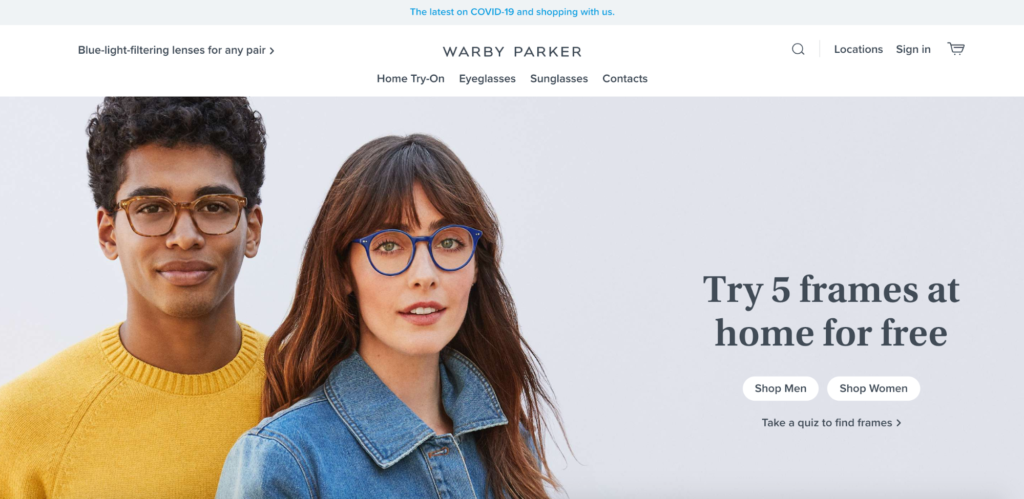 The latest on COVID-19 and shopping with us.
Blue-light-filtering lenses for any pair ›
WARBY PARKER
Locations
Sign in
Home Try-On
Eyeglasses
Sunglasses
Contacts
Try 5 frames at
home for free
Shop Men
Shop Women
Take a quiz to find frames ›